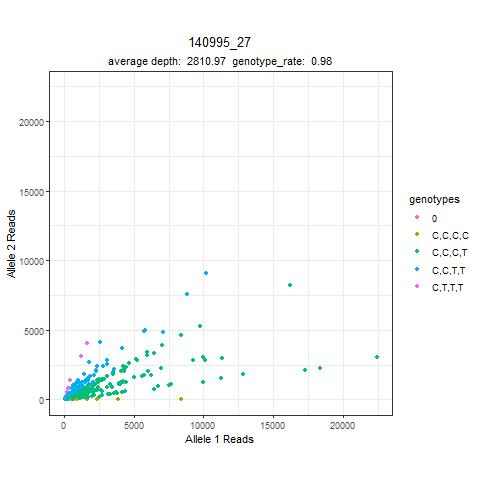 140995_27
average depth:  2810.97  genotype_rate:  0.98
Allele 2 Reads
20000
15000
10000
5000
0
0
5000
10000
15000
20000
Allele 1 Reads
genotypes
0
C,C,C,C
C,C,C,T
C,C,T,T
C,T,T,T